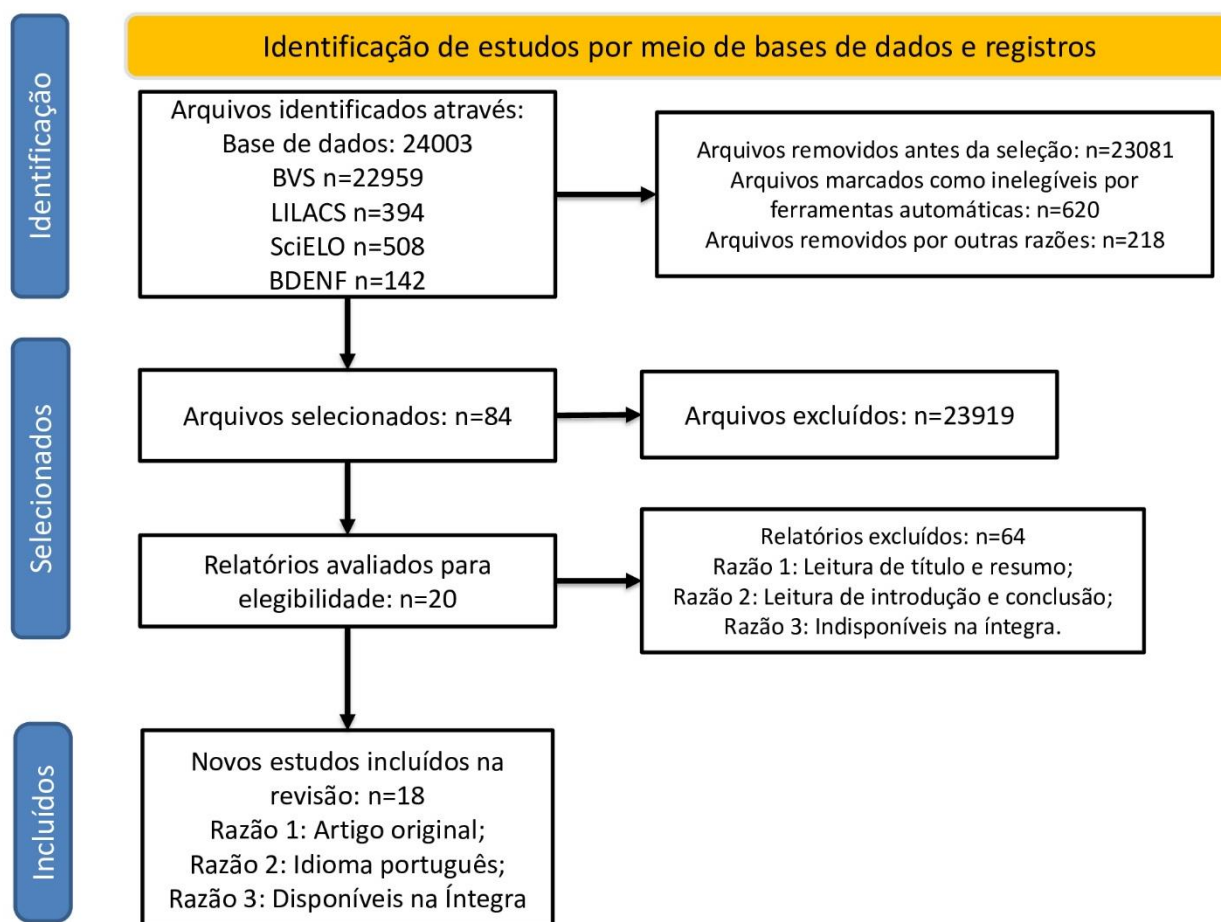 Identificação
Identificação de estudos por meio de bases de dados e registros
Arquivos identificados através:
Base de dados: 24003
BVS n=22959
LILACS n=394
SciELO n=508
BDENF n=142
Arquivos removidos antes da seleção: n=23081
Arquivos marcados como inelegíveis por
ferramentas automáticas: n=620
Arquivos removidos por outras razões: n=218
Selecionados
Arquivos selecionados: n=84
Arquivos excluídos: n=23919
Relatórios avaliados para
elegibilidade: n=20
Relatórios excluídos: n=64
Razão 1: Leitura de título e resumo;
Razão 2: Leitura de introdução e conclusão;
Razão 3: Indisponíveis na íntegra.
Incluídos
Novos estudos incluídos na
revisão: n=18
Razão 1: Artigo original;
Razão 2: Idioma português;
Razão 3: Disponíveis na Íntegra